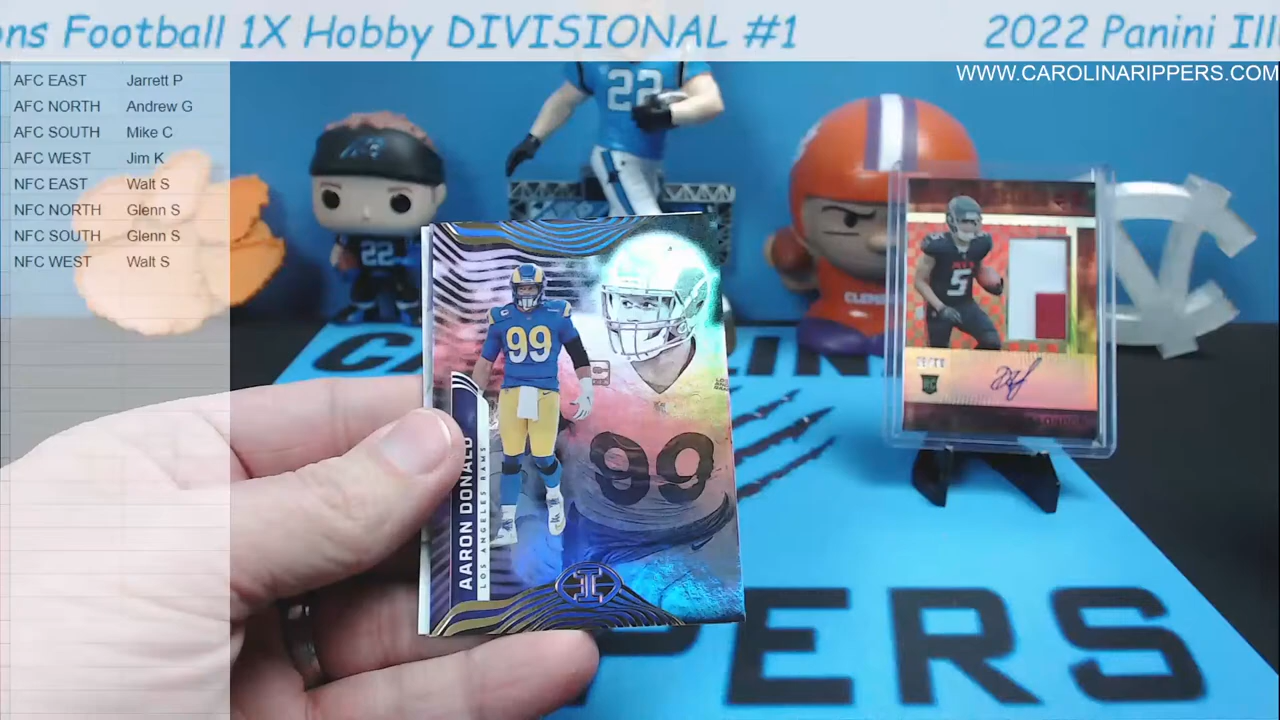 ons Football 1X Hobby DIVISIONAL #1 2022 Panini Ill
WWW.CAROLINARIPPERS.COM
AFC EAST Jarrett P
AFC NORTH Andrew G
AFC SOUTH Mike C
AFC WEST Jim K
NFC EAST Walt S
NFC NORTH Glenn S
NFC SOUTH Glenn S
NFC WEST Walt S
22
22
5
RC
99
99
AARON DONALD
LOS ANGELES RAMS
CLEM
PERS